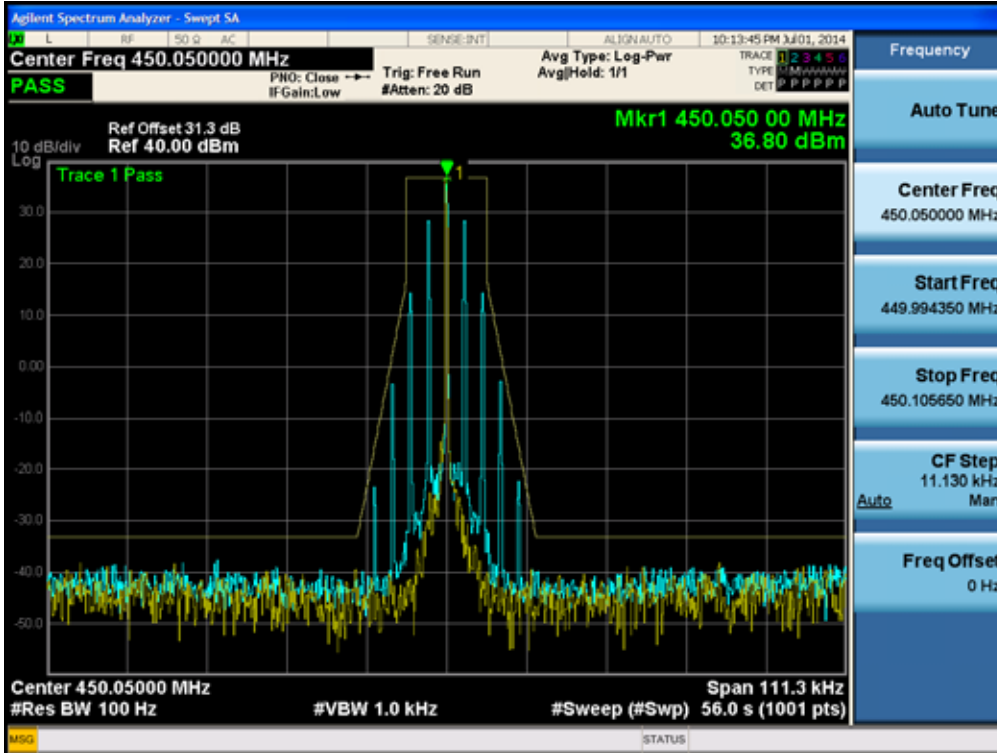 Agilent Spectrum Analyzer - Swept SA
LXI L RF 50 Ω AC SENSE:INT ALIGN AUTO 10:13:45 PM Jul 01, 2014
Center Freq 450.050000 MHz
PASS
PNO: Close
IFGain:Low
Trig: Free Run
#Atten: 20 dB
Avg Type: Log-Pwr
Avg|Hold: 1/1
TRACE 1 2 3 4 5 6
TYPE
DET P P P P P P
Mkr1 450.050 00 MHz
36.80 dBm
Ref Offset 31.3 dB
10 dB/div Ref 40.00 dBm
Log
Trace 1 Pass
1
30.0
20.0
10.0
0.00
-10.0
-20.0
-30.0
-40.0
-50.0
Center 450.05000 MHz Span 111.3 kHz
#Res BW 100 Hz #VBW 1.0 kHz #Sweep (#Swp) 56.0 s (1001 pts)
MSG STATUS
Frequency
Auto Tune
Center Freq
450.050000 MHz
Start Freq
449.994350 MHz
Stop Freq
450.105650 MHz
CF Step
11.130 kHz
Auto Man
Freq Offset
0 Hz